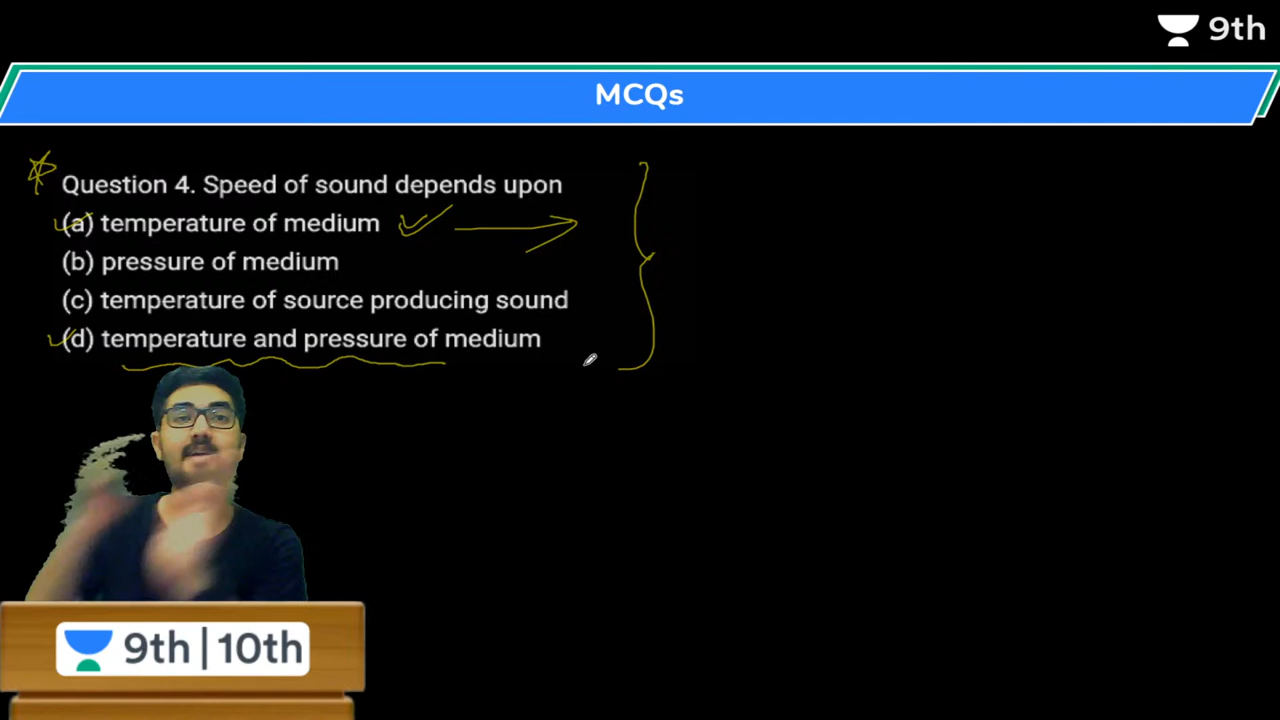 9th
MCQs
Question 4. Speed of sound depends upon
(a) temperature of medium
(b) pressure of medium
(c) temperature of source producing sound
(d) temperature and pressure of medium
9th | 10th